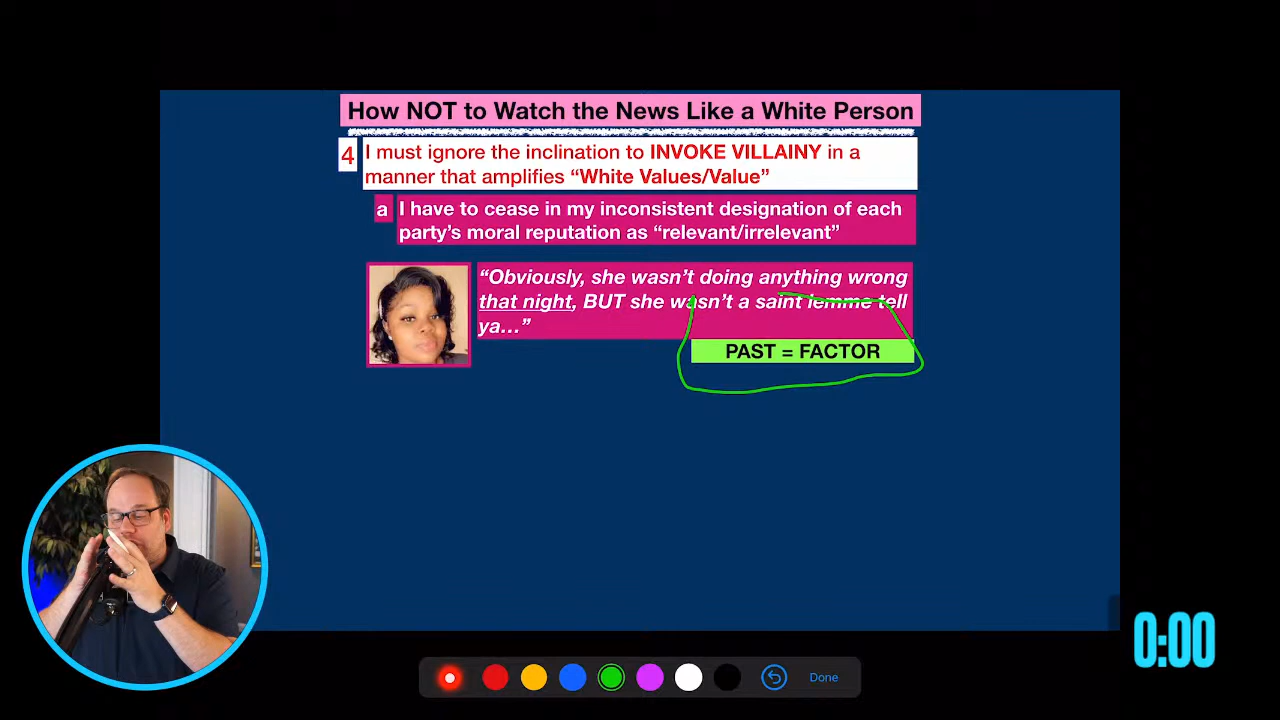 How NOT to Watch the News Like a White Person
4 I must ignore the inclination to INVOKE VILLAINY in a
manner that amplifies “White Values/Value”
a I have to cease in my inconsistent designation of each
party’s moral reputation as “relevant/irrelevant”
“Obviously, she wasn’t doing anything wrong
that night, BUT she wasn’t a saint lemme tell
ya…”
PAST = FACTOR
0:00
Done